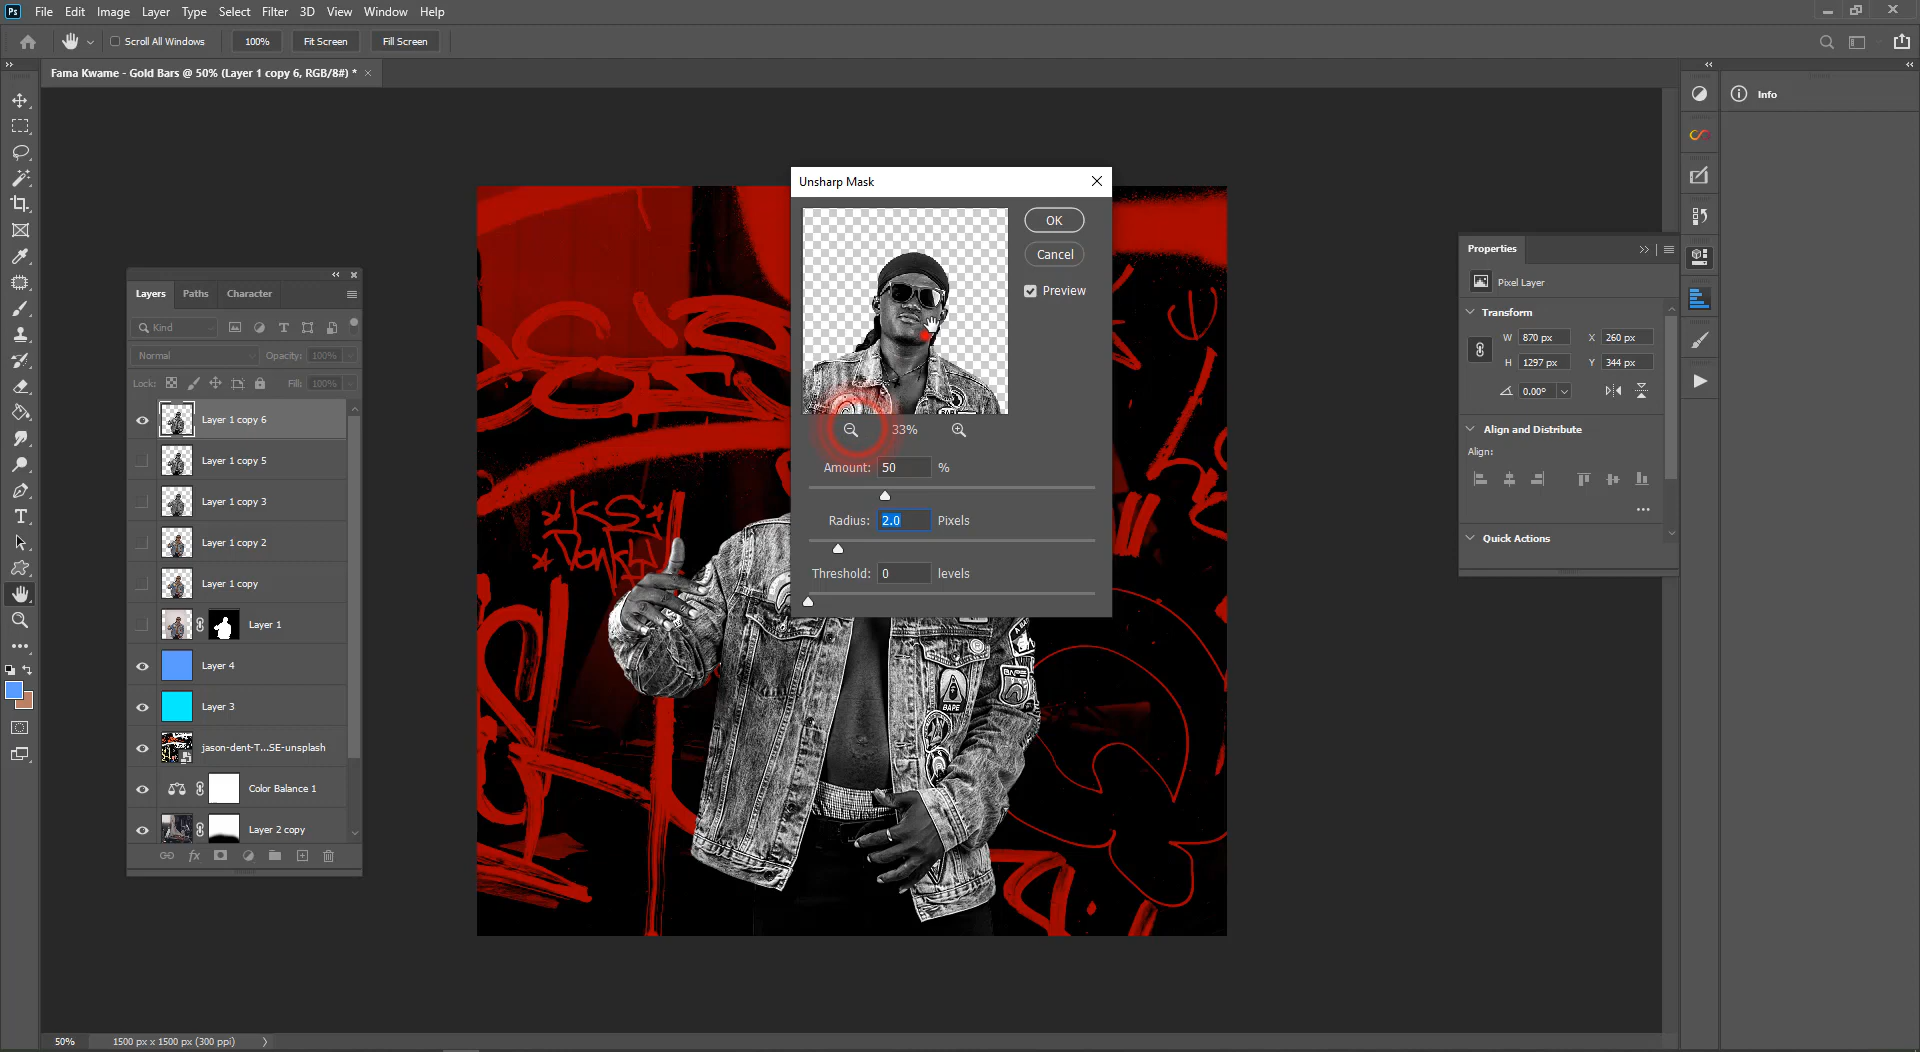 Ps File Edit Image Layer Type Select Filter 3D View Window Help
Scroll All Windows 100% Fit Screen Fill Screen
Fama Kwame - Gold Bars @ 50% (Layer 1 copy 6, RGB/8#) *
Info
Unsharp Mask
OK
Cancel
Preview
33%
Amount: 50 %
Radius: 2.0 Pixels
Threshold: 0 levels
Layers Paths Character
Kind
Normal Opacity: 100%
Lock: Fill: 100%
Layer 1 copy 6
Layer 1 copy 5
Layer 1 copy 3
Layer 1 copy 2
Layer 1 copy
Layer 1
Layer 4
Layer 3
jason-dent-T...SE-unsplash
Color Balance 1
Layer 2 copy
fx
Properties
Pixel Layer
Transform
W 870 px X 260 px
H 1297 px Y 344 px
0.00°
Align and Distribute
Align:
Quick Actions
BAPE
50% 1500 px x 1500 px (300 ppi)